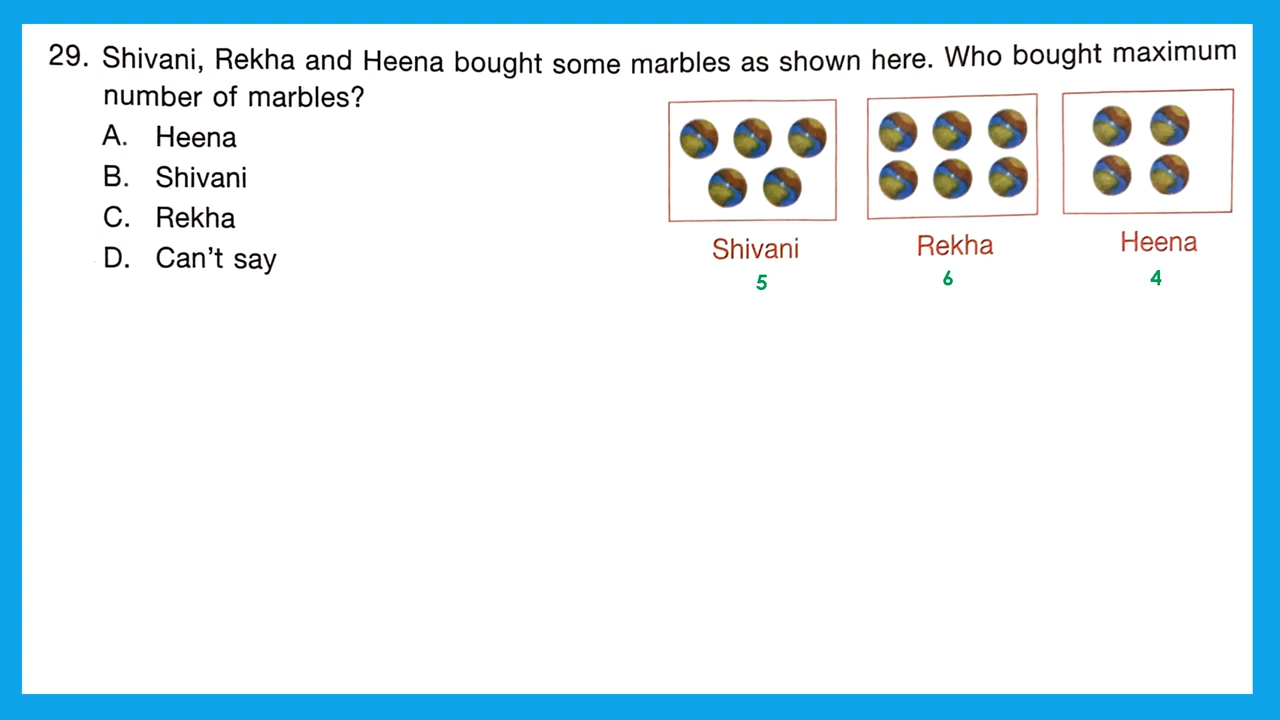 29. Shivani, Rekha and Heena bought some marbles as shown here. Who bought maximum
number of marbles?
A. Heena
B. Shivani
C. Rekha
D. Can't say
Shivani Rekha Heena
5 6 4